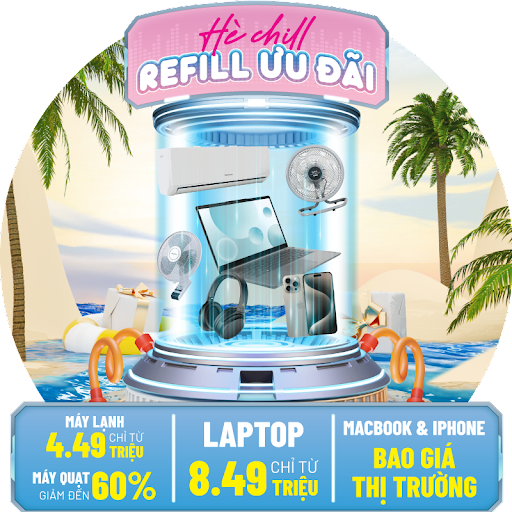 Hè chill
REFILL ƯU ĐÃI
MÁY LẠNH
4.49 CHỈ TỪ TRIỆU
MÁY QUẠT
GIẢM ĐẾN 60%
LAPTOP
8.49 CHỈ TỪ TRIỆU
MACBOOK & IPHONE
BAO GIÁ
THỊ TRƯỜNG